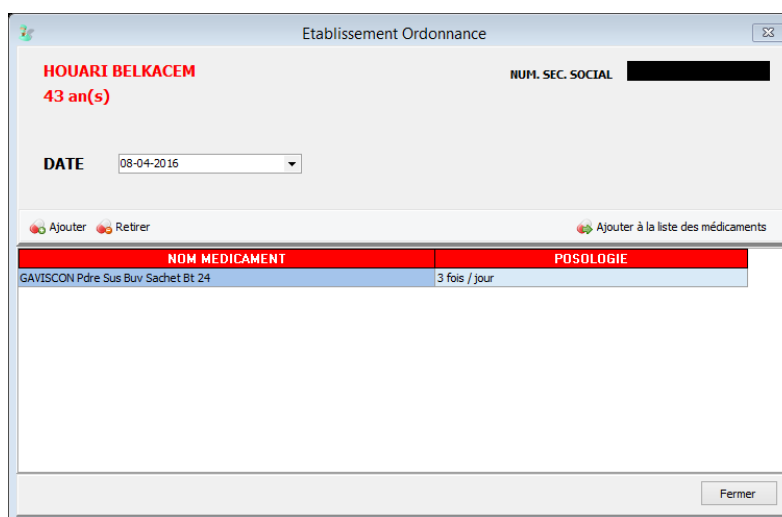 Etablissement Ordonnance
HOUARI BELKACEM
43 an(s)
NUM. SEC. SOCIAL
DATE 08-04-2016
Ajouter Retirer Ajouter à la liste des médicaments
NOM MEDICAMENT POSOLOGIE
GAVISCON Pdre Sus Buv Sachet Bt 24 3 fois / jour
Fermer